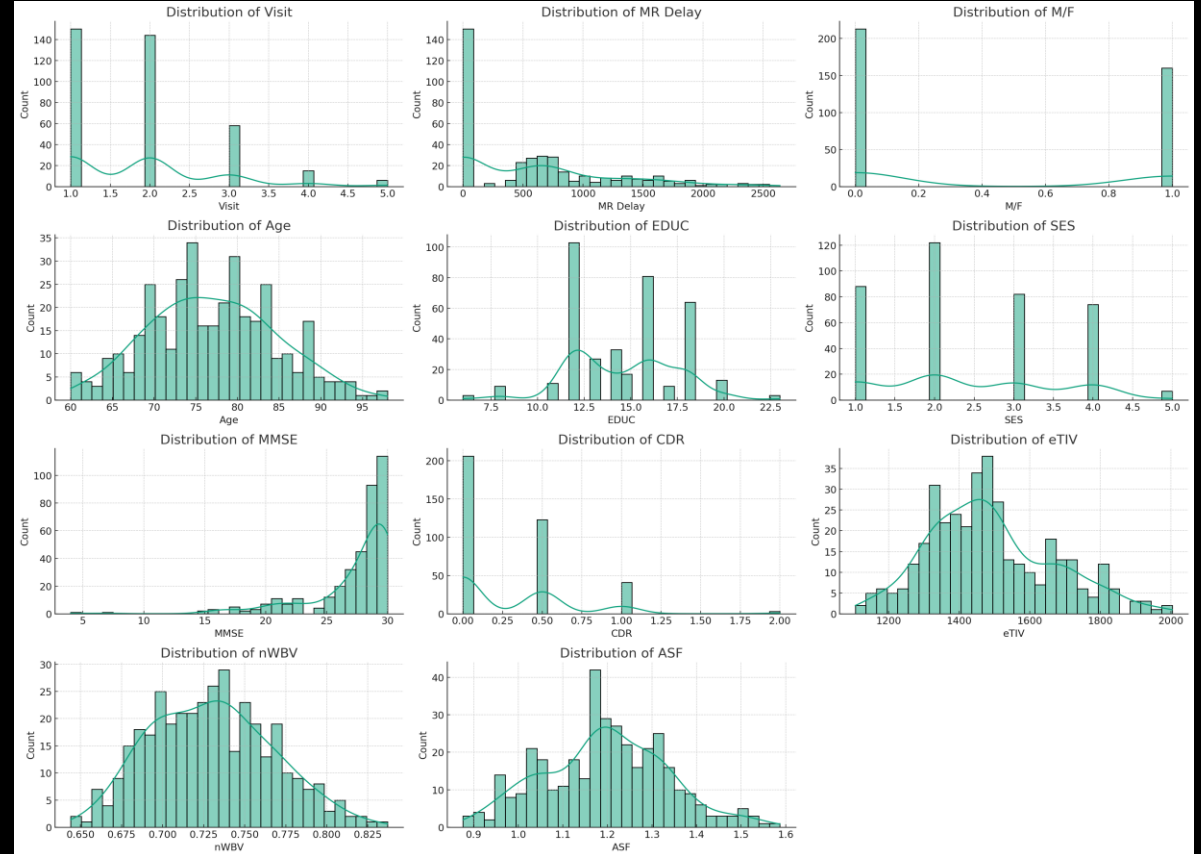 Distribution of Visit
Count
140
120
100
80
60
40
20
0
1.0 1.5 2.0 2.5 3.0 3.5 4.0 4.5 5.0
Visit
Distribution of MR Delay
Count
140
120
100
80
60
40
20
0
0 500 1000 1500 2000 2500
MR Delay
Distribution of M/F
Count
200
150
100
50
0
0.0 0.2 0.4 0.6 0.8 1.0
M/F
Distribution of Age
Count
35
30
25
20
15
10
5
0
60 65 70 75 80 85 90 95
Age
Distribution of EDUC
Count
100
80
60
40
20
0
7.5 10.0 12.5 15.0 17.5 20.0 22.5
EDUC
Distribution of SES
Count
120
100
80
60
40
20
0
1.0 1.5 2.0 2.5 3.0 3.5 4.0 4.5 5.0
SES
Distribution of MMSE
Count
100
80
60
40
20
0
5 10 15 20 25 30
MMSE
Distribution of CDR
Count
200
150
100
50
0
0.00 0.25 0.50 0.75 1.00 1.25 1.50 1.75 2.00
CDR
Distribution of eTIV
Count
35
30
25
20
15
10
5
0
1200 1400 1600 1800 2000
eTIV
Distribution of nWBV
Count
30
25
20
15
10
5
0
0.650 0.675 0.700 0.725 0.750 0.775 0.800 0.825
nWBV
Distribution of ASF
Count
40
30
20
10
0
0.9 1.0 1.1 1.2 1.3 1.4 1.5 1.6
ASF